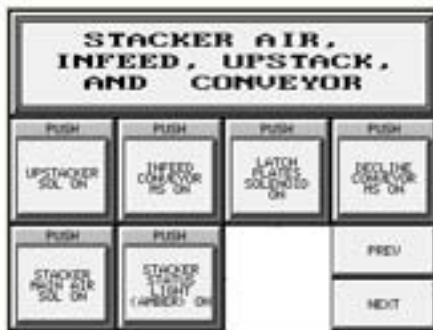 STACKER AIR,
INFEED, UPSTACK,
AND CONVEYOR
PUSH
PUSH
PUSH
PUSH
UPSTACKER
SOL ON
INFEED
CONVEYOR
MS ON
LATCH
PLATES
SOLENOID
ON
DECLINE
CONVEYOR
MS ON
PUSH
PUSH
STACKER
MAIN AIR
SOL ON
STACKER
LIGHT
(AMBER) ON
PREV
NEXT